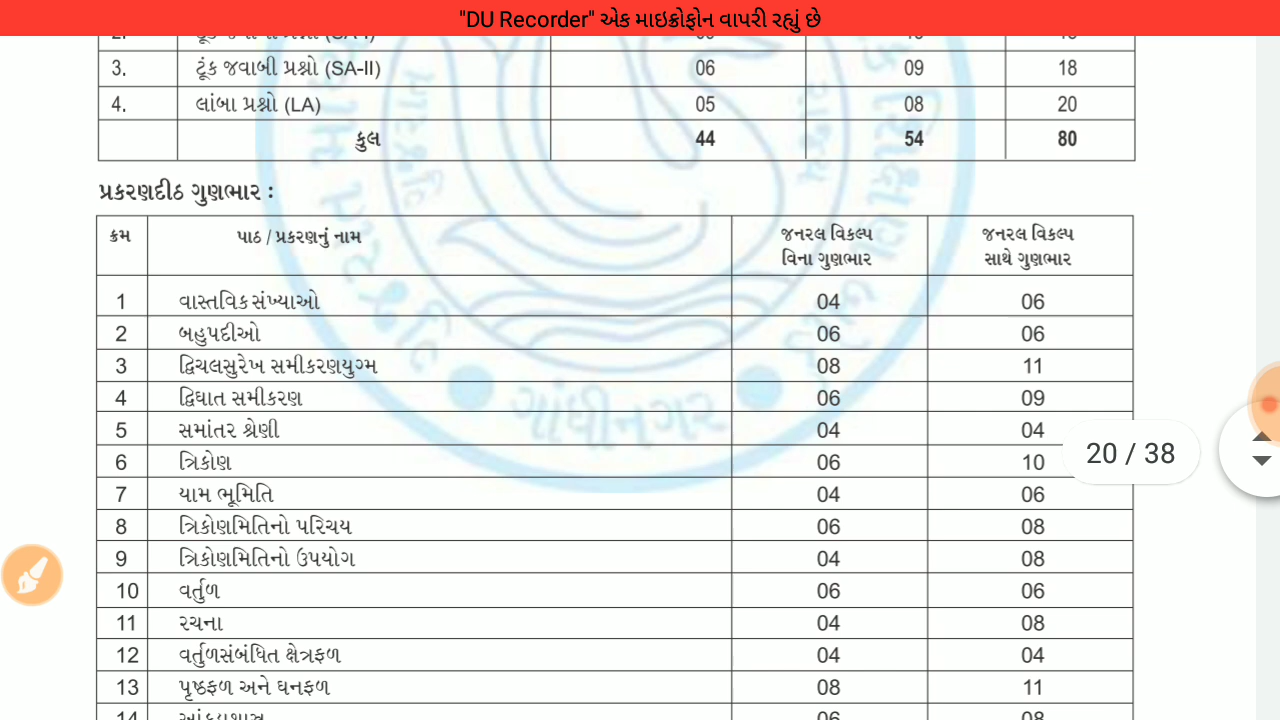 "DU Recorder" એક માઇક્રોફોન વાપરી રહ્યું છે
3. ટૂંક જવાબી પ્રશ્નો (SA-II) 06 09 18
4. લાંબા પ્રશ્નો (LA) 05 08 20
કુલ 44 54 80
પ્રકરણદીઠ ગુણભાર :
ક્રમ પાઠ / પ્રકરણનું નામ જનરલ વિકલ્પ વિના ગુણભાર જનરલ વિકલ્પ સાથે ગુણભાર
1 વાસ્તવિક સંખ્યાઓ 04 06
2 બહુપદીઓ 06 06
3 દ્વિચલસુરેખ સમીકરણયુગ્મ 08 11
4 દ્વિઘાત સમીકરણ 06 09
5 સમાંતર શ્રેણી 04 04
6 ત્રિકોણ 06 10
20 / 38
7 યામ ભૂમિતિ 04 06
8 ત્રિકોણમિતિનો પરિચય 06 08
9 ત્રિકોણમિતિનો ઉપયોગ 04 08
10 વર્તુળ 06 06
11 રચના 04 08
12 વર્તુળસંબંધિત ક્ષેત્રફળ 04 04
13 પૃષ્ઠફળ અને ઘનફળ 08 11
14 આંકડાશાસ્ત્ર 06 08
ગાંધીનગર